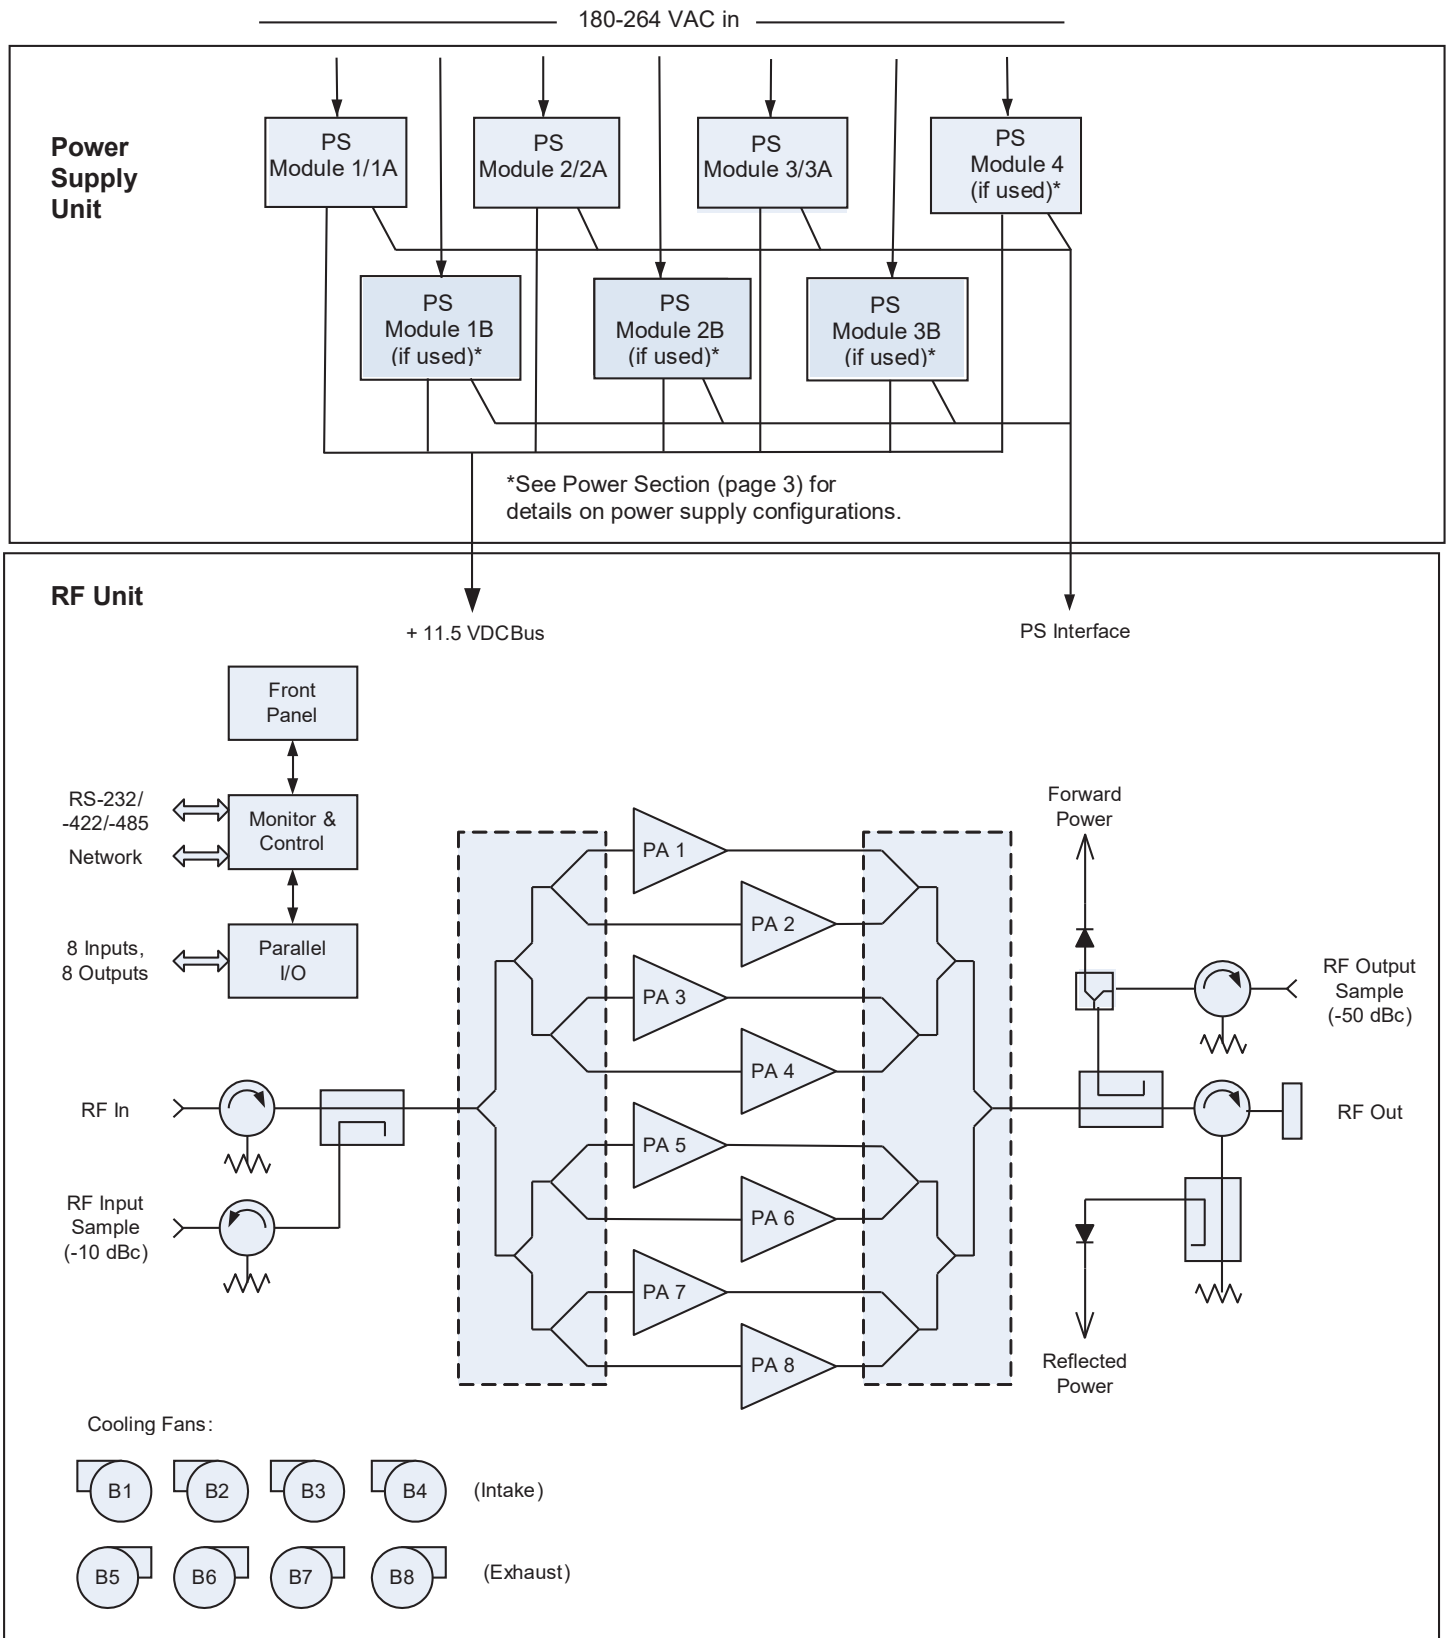 180-264 VAC in
Power
Supply
Unit
PS
Module 1/1A
PS
Module 2/2A
PS
Module 3/3A
PS
Module 4
(if used)*
PS
Module 1B
(if used)*
PS
Module 2B
(if used)*
PS
Module 3B
(if used)*
*See Power Section (page 3) for
details on power supply configurations.
RF Unit
+ 11.5 VDCBus
PS Interface
Front
Panel
RS-232/
-422/-485
Monitor &
Control
Network
8 Inputs,
8 Outputs
Parallel
I/O
RF In
RF Input
Sample
(-10 dBc)
PA 1
PA 2
PA 3
PA 4
PA 5
PA 6
PA 7
PA 8
Forward
Power
RF Output
Sample
(-50 dBc)
RF Out
Reflected
Power
Cooling Fans:
B1
B2
B3
B4
(Intake)
B5
B6
B7
B8
(Exhaust)